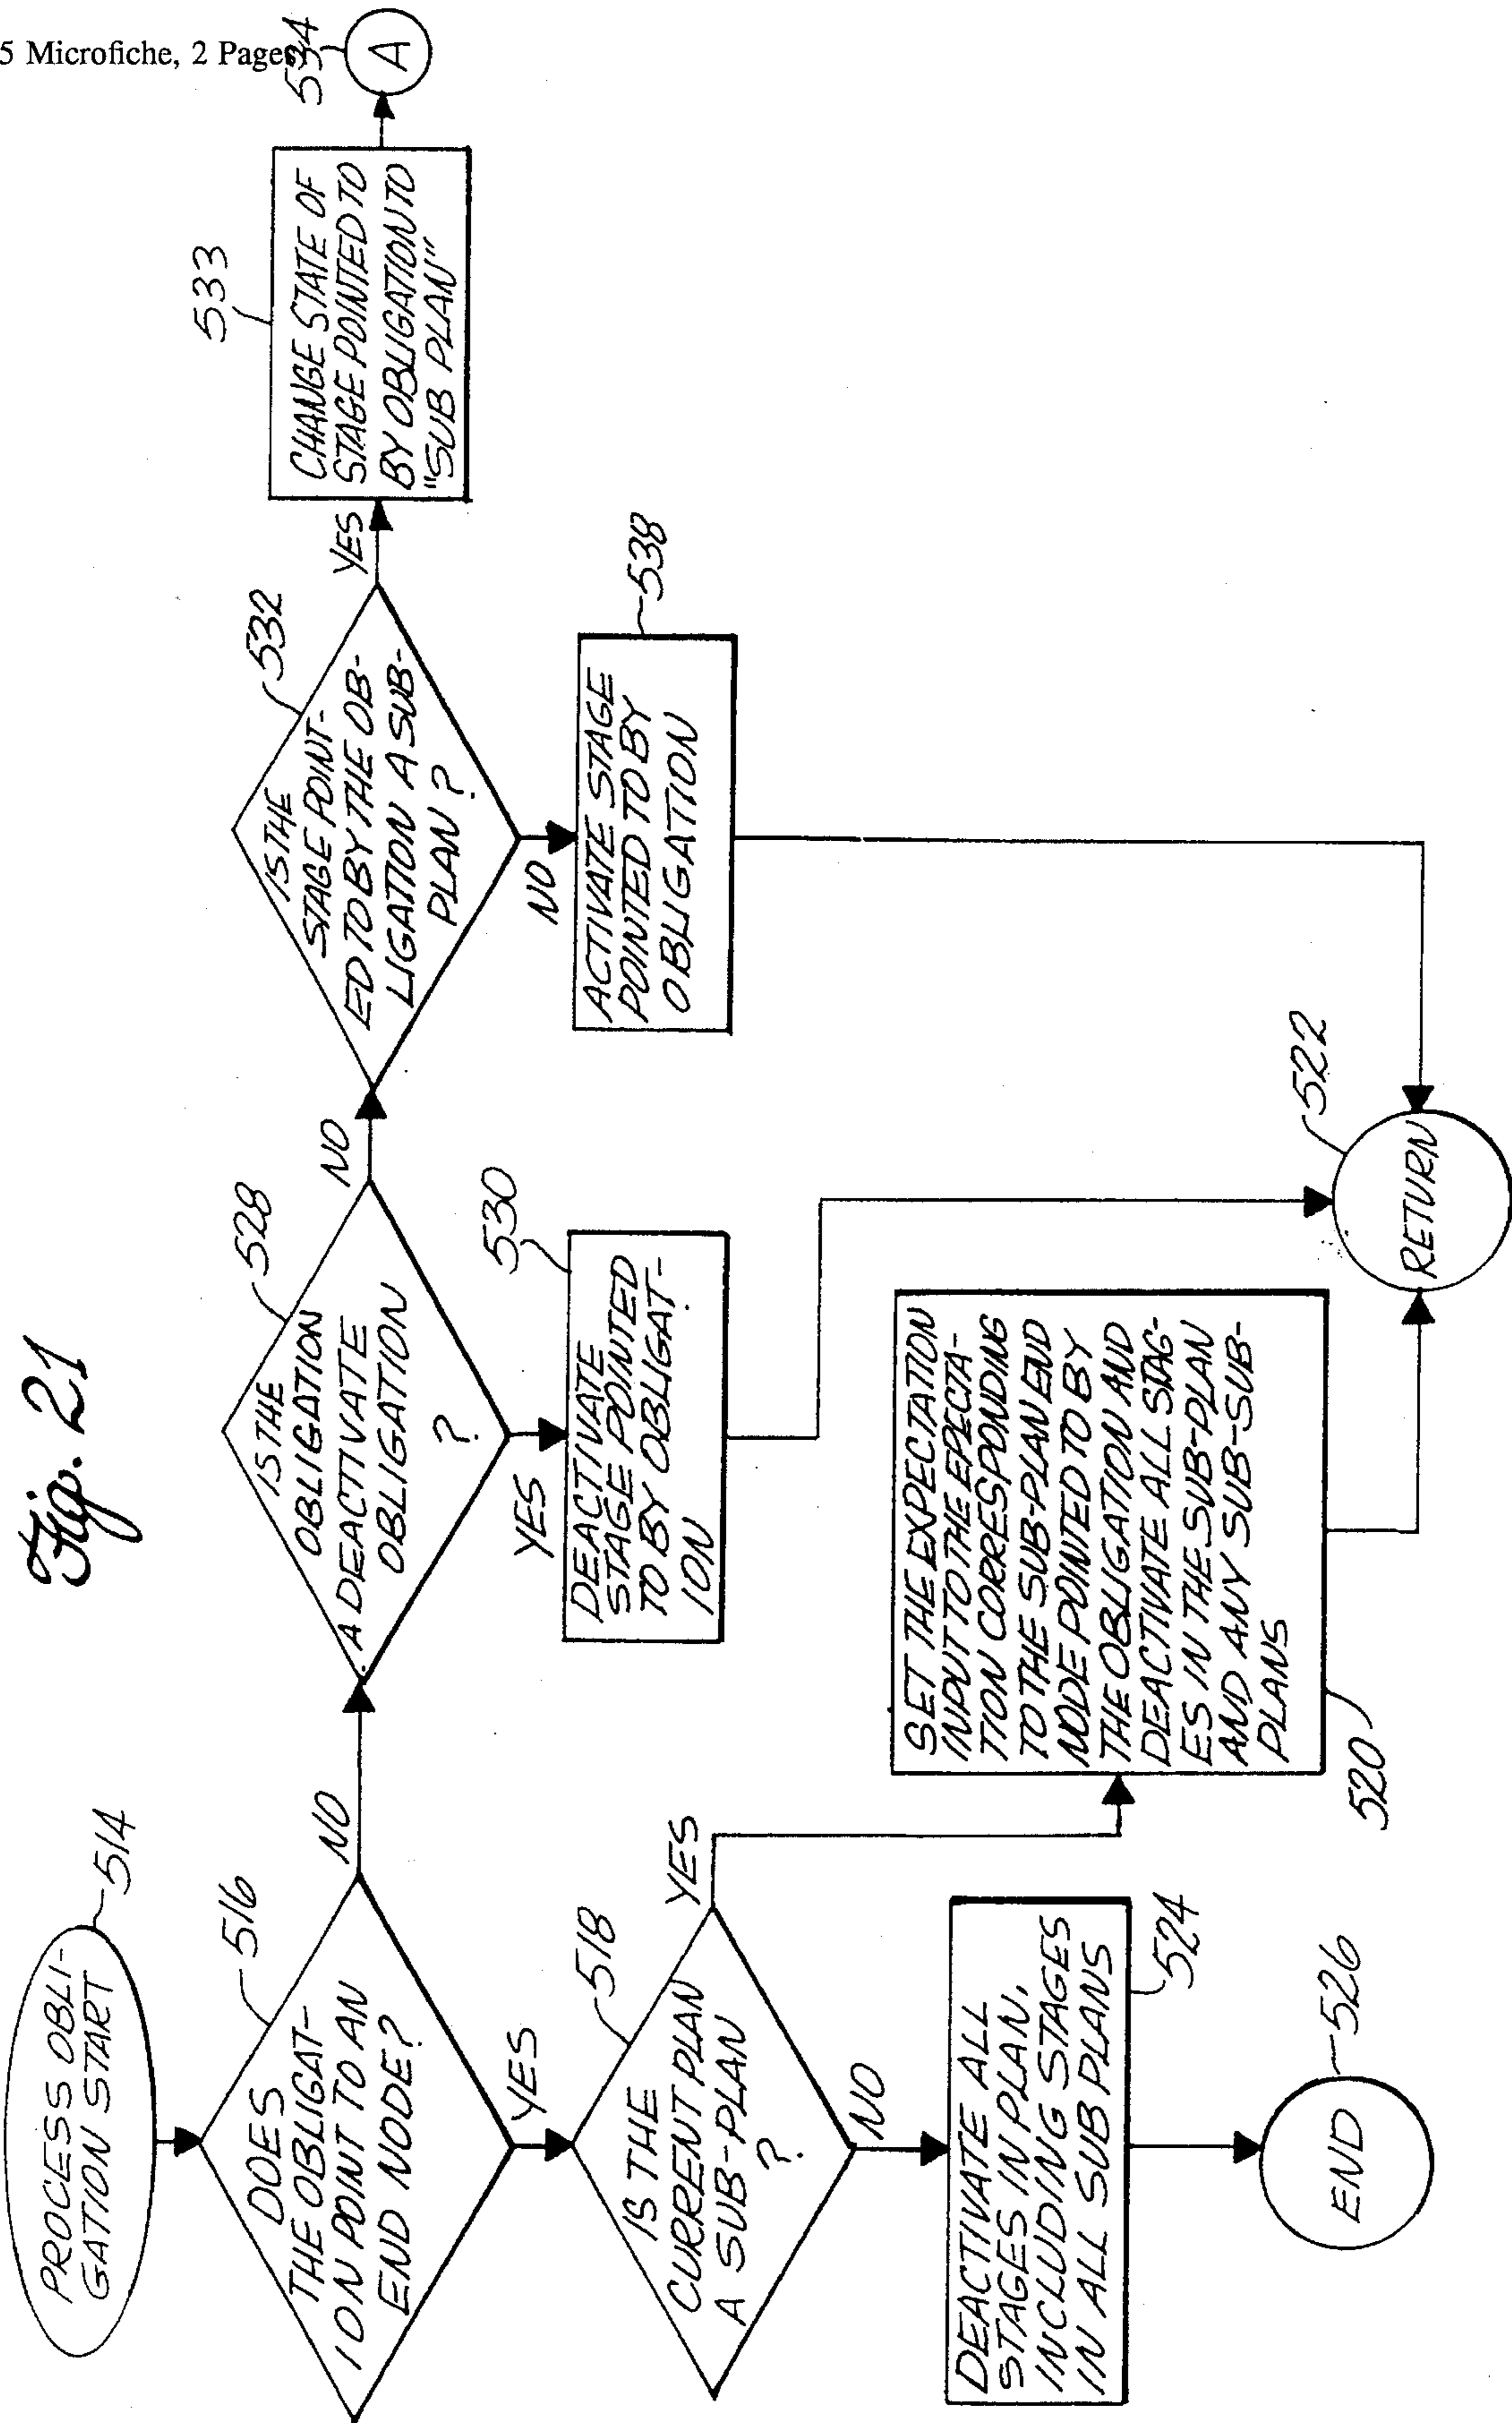 5 Microfiche, 2 Pages
Fig. 21
PROCESS OBLI-
GATION START
514
DOES
THE OBLIGAT-
ION POINT TO AN
END NODE?
516
NO
YES
IS THE
CURRENT PLAN
A SUB-PLAN
?
518
YES
NO
DEACTIVATE ALL
STAGES IN PLAN,
INCLUDING STAGES
IN ALL SUB PLANS
524
END
526
IS THE
OBLIGATION
A DEACTIVATE
OBLIGATION
?
528
NO
YES
DEACTIVATE
STAGE POINTED
TO BY OBLIGAT-
ION
530
SET THE EXPECTATION
INPUT TO THE EPECTA-
TION CORRESPONDING
TO THE SUB-PLAN END
NODE POINTED TO BY
THE OBLIGATION AND
DEACTIVATE ALL STAG-
ES IN THE SUB-PLAN
AND ANY SUB-SUB-
PLANS
520
RETURN
522
IS THE
STAGE POINT-
ED TO BY THE OB-
LIGATION A SUB-
PLAN?
532
YES
NO
ACTIVATE STAGE
POINTED TO BY
OBLIGATION
538
CHANGE STATE OF
STAGE POINTED TO
BY OBLIGATION TO
"SUB PLAN"
533
A
534